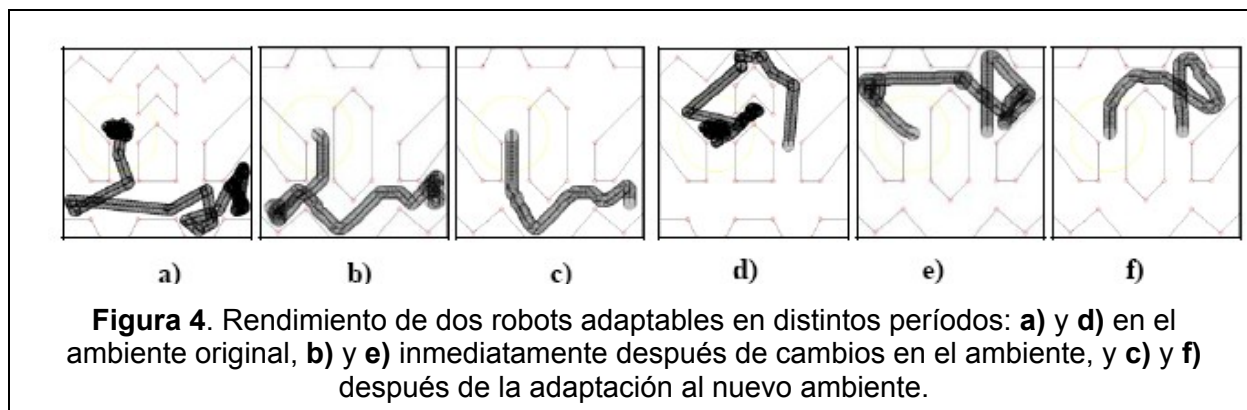 a) b) c) d) e) f)
Figura 4. Rendimiento de dos robots adaptables en distintos períodos: a) y d) en el
ambiente original, b) y e) inmediatamente después de cambios en el ambiente, y c) y f)
después de la adaptación al nuevo ambiente.